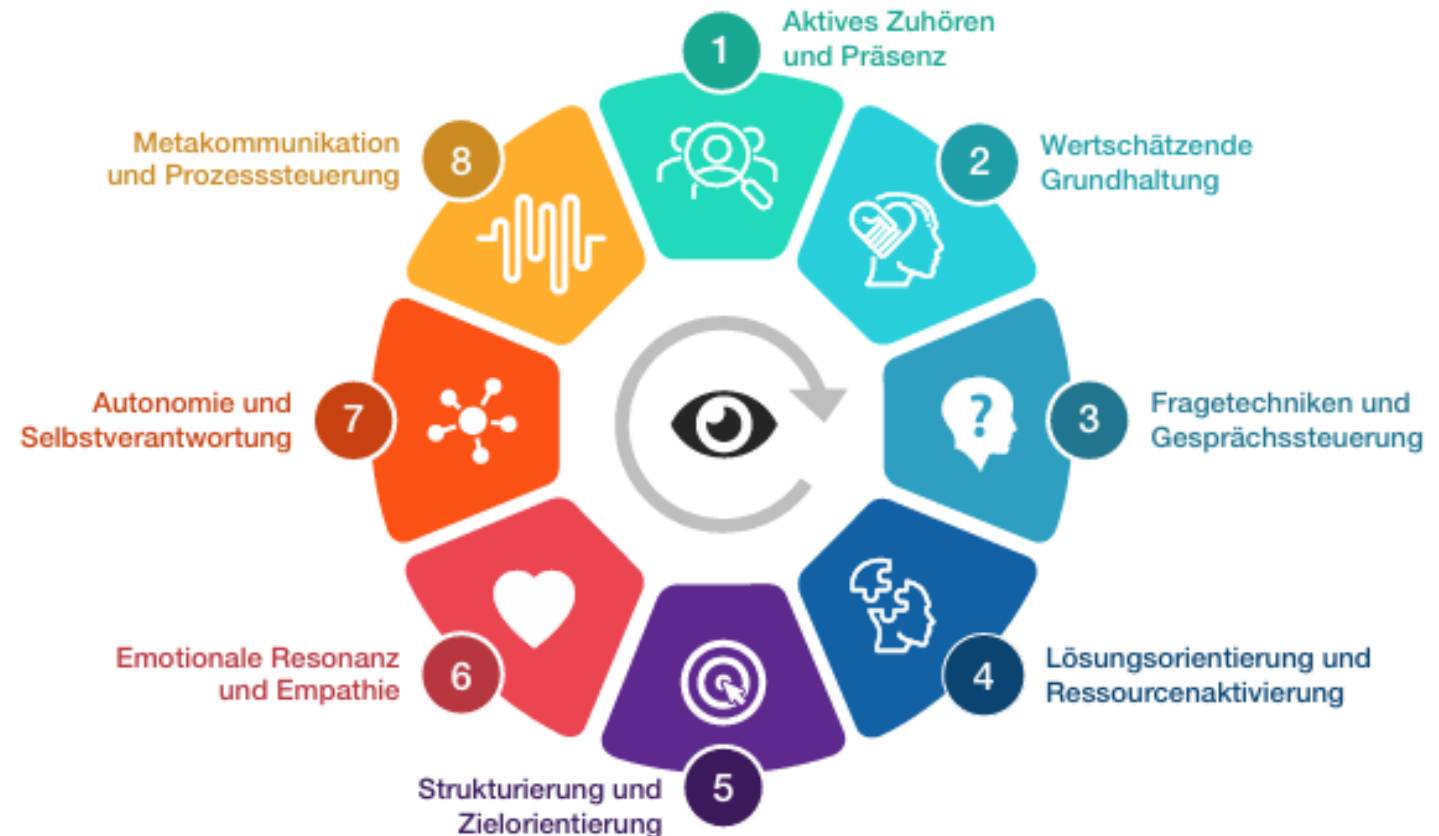 1
Aktives Zuhören
und Präsenz
2
Wertschätzende
Grundhaltung
3
Fragetechniken und
Gesprächssteuerung
4
Lösungsorientierung und
Ressourcenaktivierung
5
Strukturierung und
Zielorientierung
6
Emotionale Resonanz
und Empathie
7
Autonomie und
Selbstverantwortung
8
Metakommunikation
und Prozesssteuerung
?